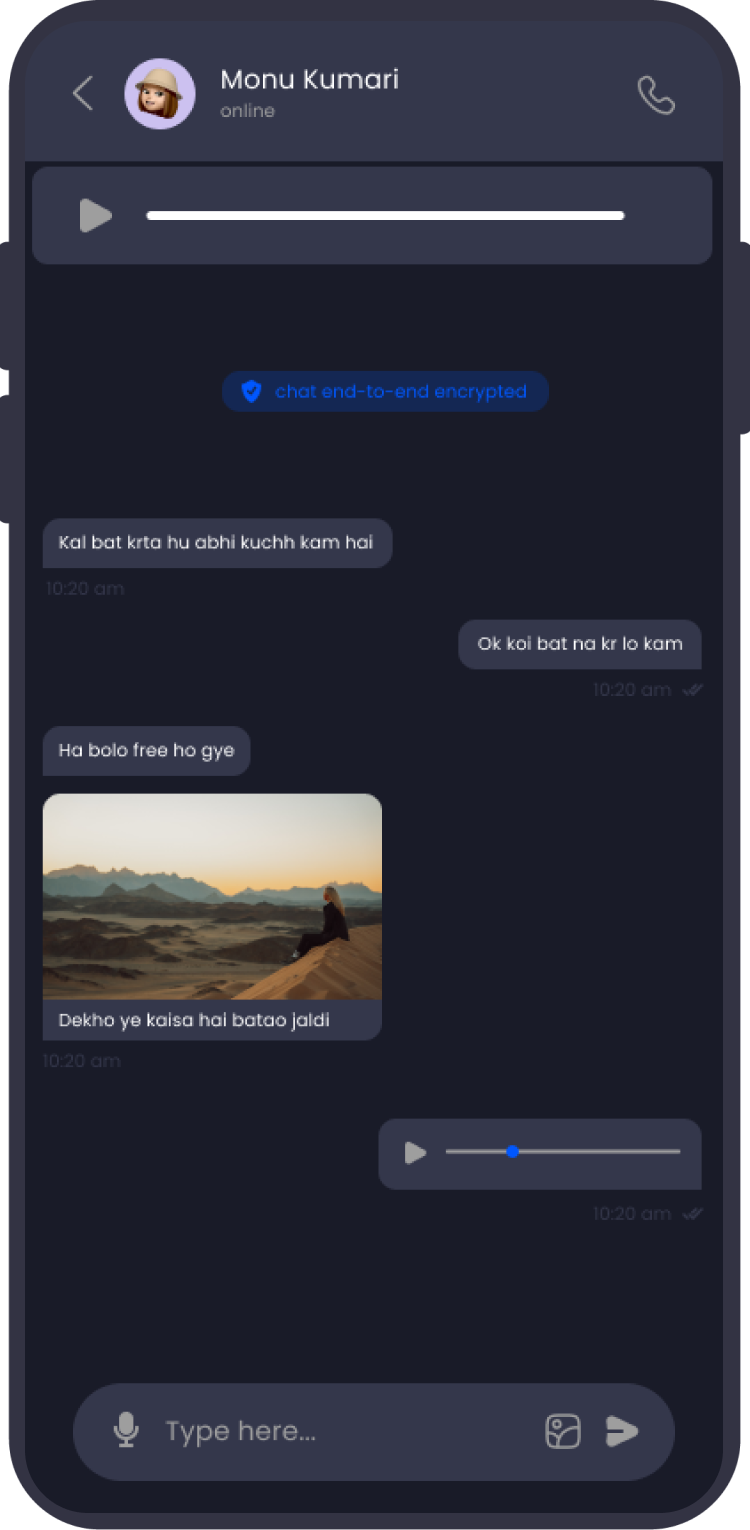 Monu Kumari
online
chat end-to-end encrypted
Kal bat krta hu abhi kuchh kam hai
10:20 am
Ok koi bat na kr lo kam
10:20 am
Ha bolo free ho gye
Dekho ye kaisa hai batao jaldi
10:20 am
10:20 am
Type here...